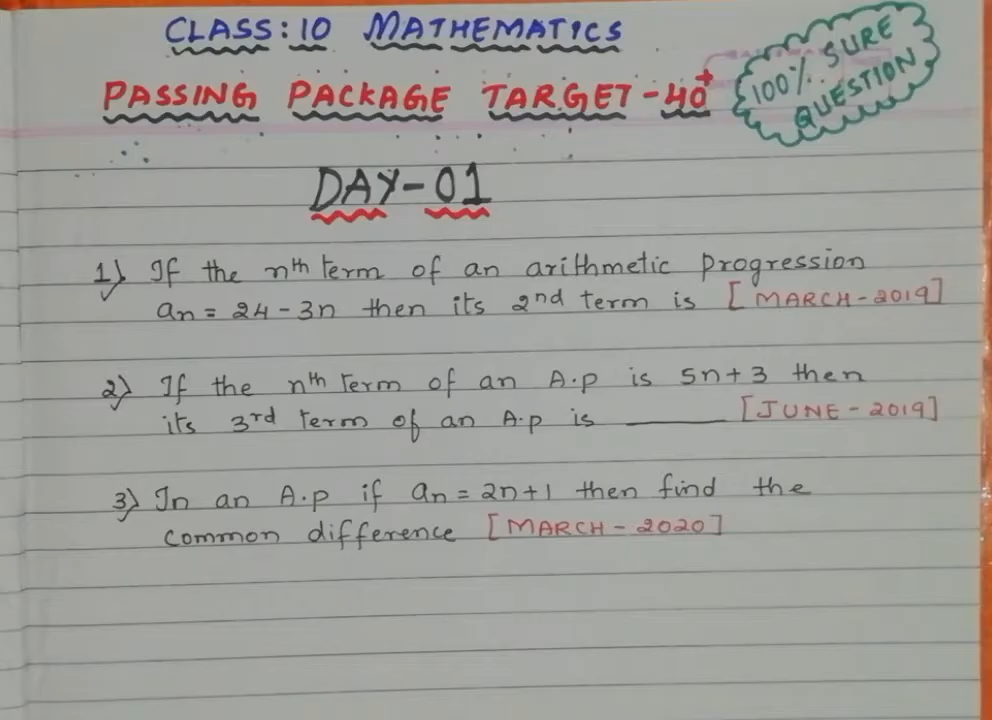 CLASS: 10 MATHEMATICS
PASSING PACKAGE TARGET-40+
100% SURE
QUESTION
DAY-01
1) If the nth term of an arithmetic progression
an = 24 - 3n then its 2nd term is [MARCH-2019]
2) If the nth term of an A.p is 5n+3 then
its 3rd term of an A.p is ______ [JUNE-2019]
3) In an A.p if an = 2n+1 then find the
common difference [MARCH-2020]